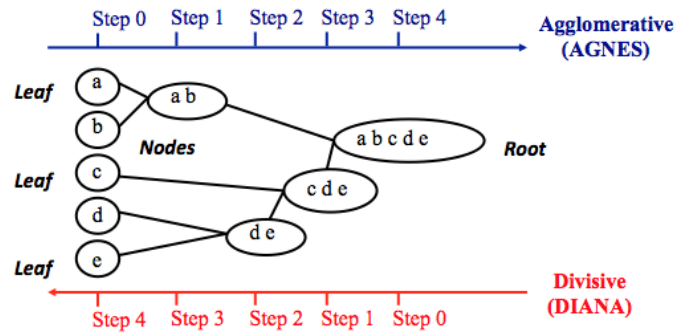 Step 0 Step 1 Step 2 Step 3 Step 4
Agglomerative
(AGNES)
Leaf
a
a b
b
Nodes
a b c d e
Root
Leaf
c
c d e
d
d e
Leaf
e
Divisive
(DIANA)
Step 4 Step 3 Step 2 Step 1 Step 0